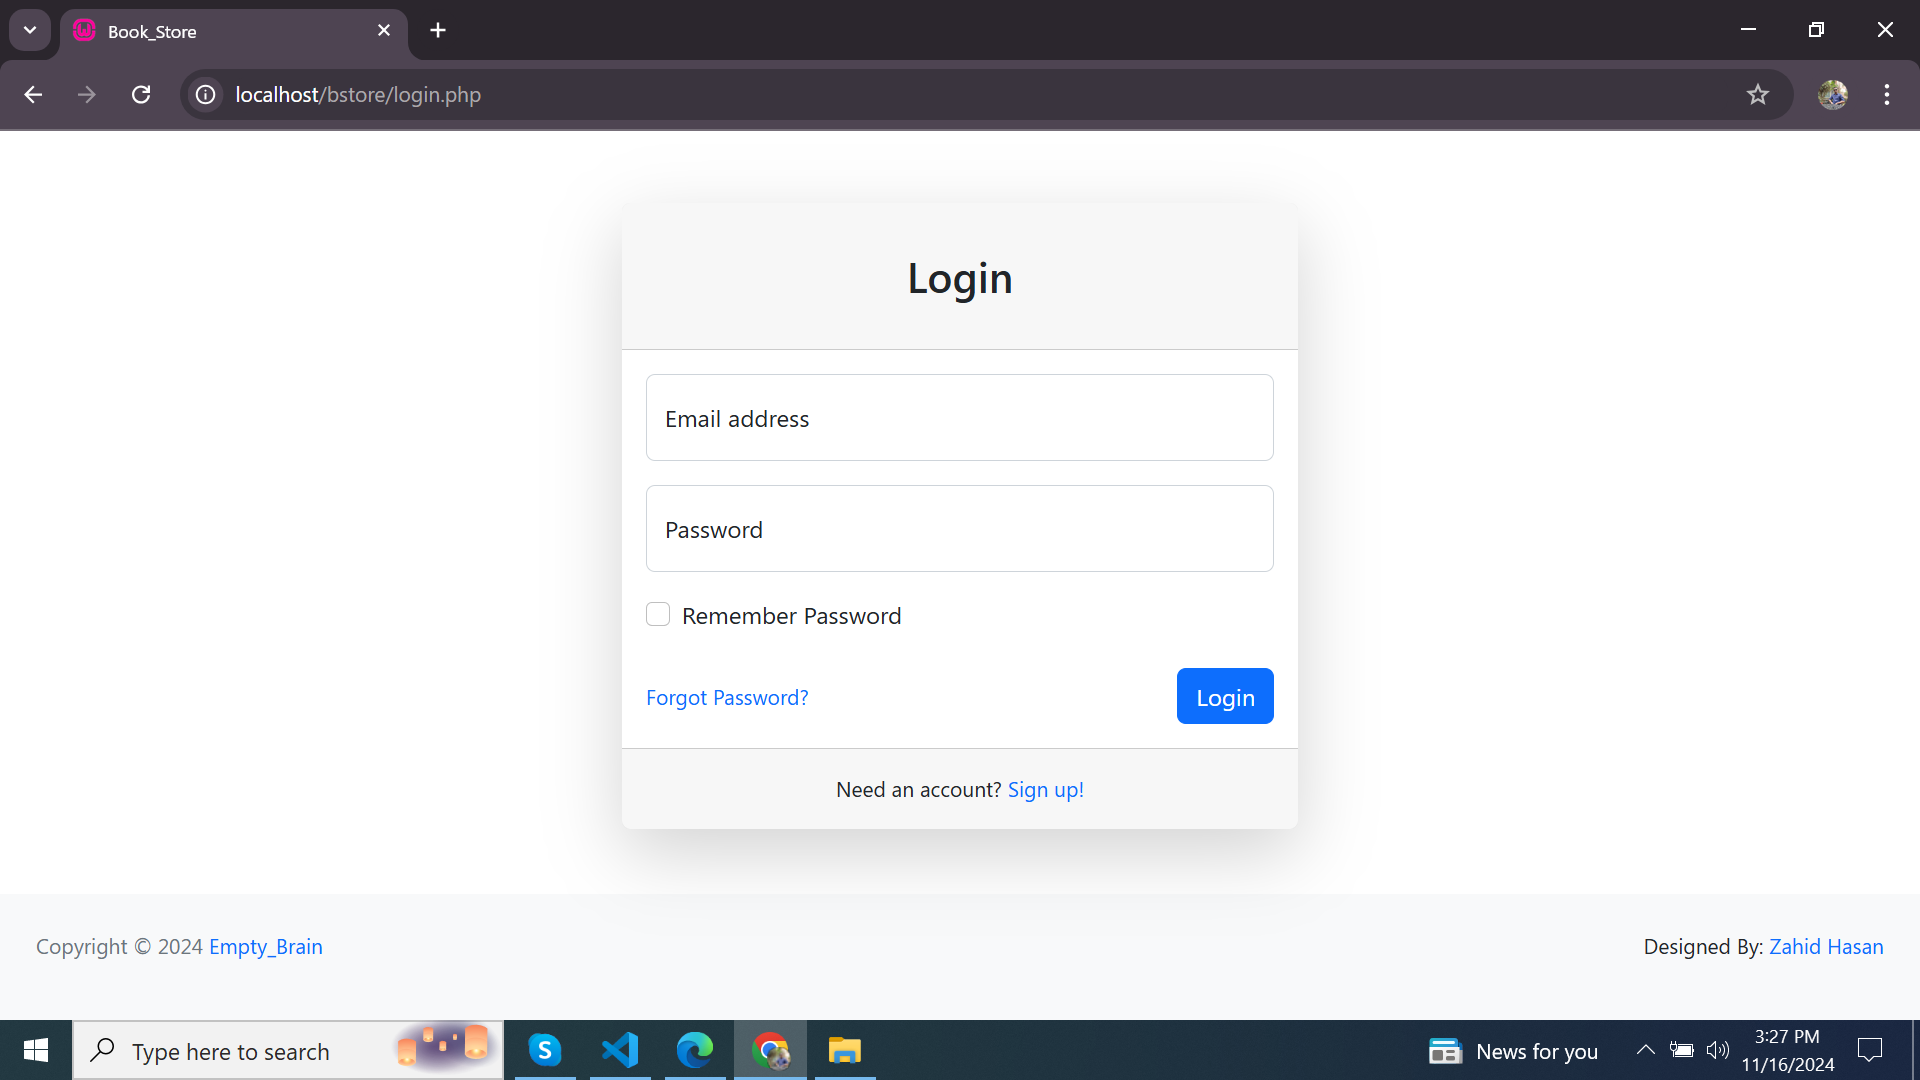 Book_Store
localhost/bstore/login.php
Login
Email address
Password
Remember Password
Forgot Password?
Login
Need an account? Sign up!
Copyright © 2024 Empty_Brain
Designed By: Zahid Hasan
Type here to search
S
News for you
3:27 PM
11/16/2024